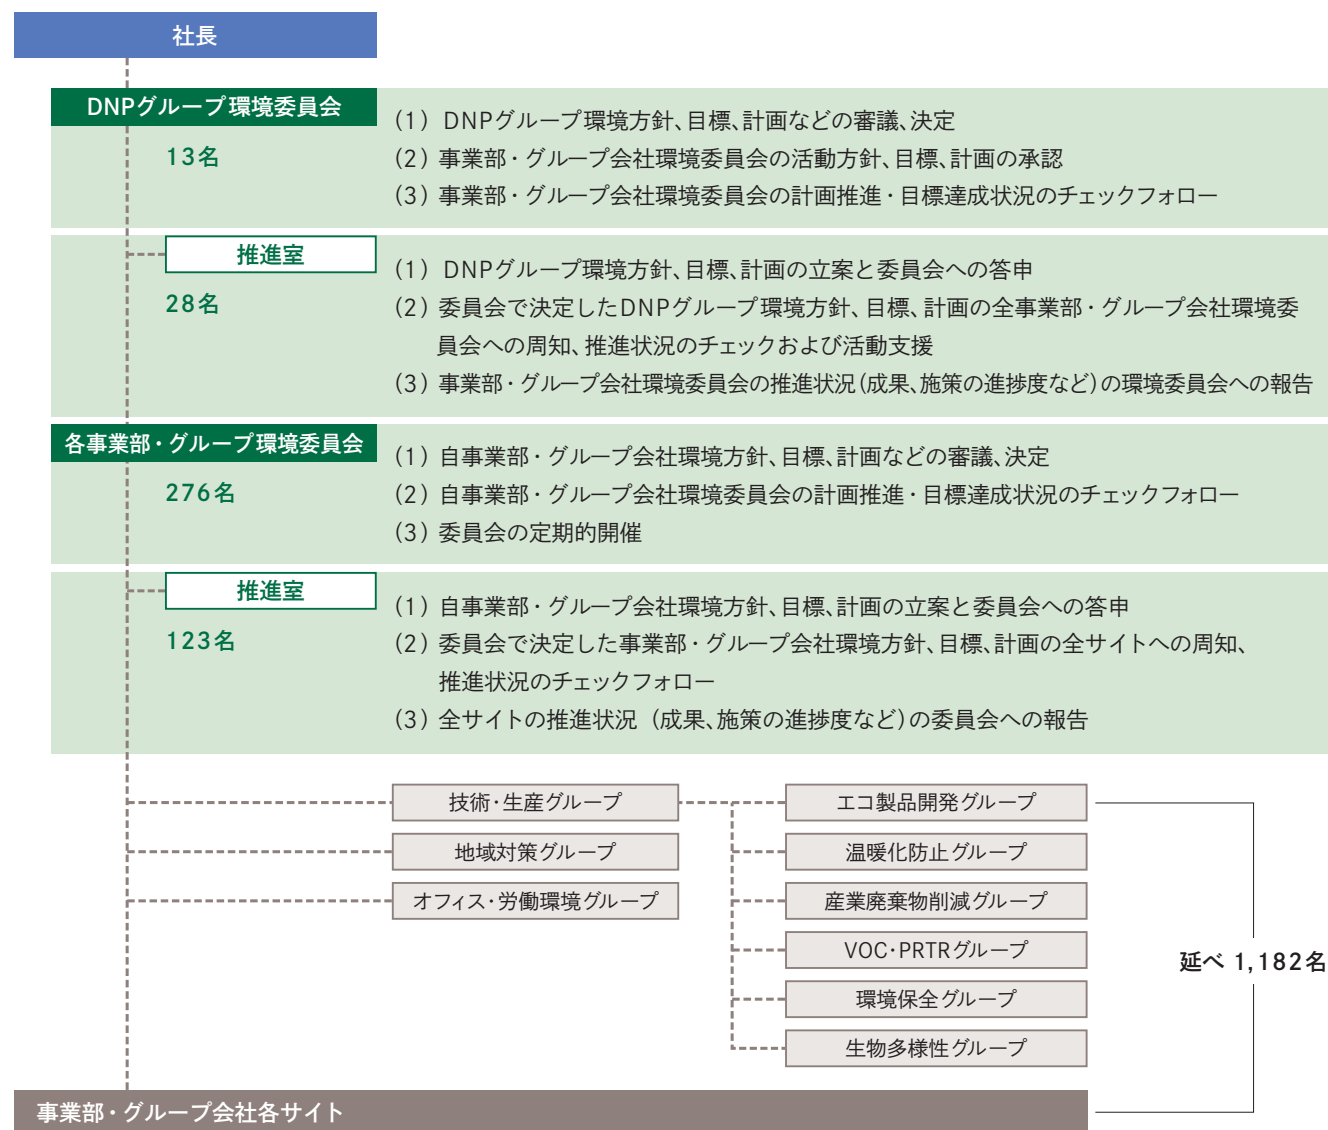 社長
DNPグループ環境委員会
13名
(1) DNPグループ環境方針、目標、計画などの審議、決定
(2) 事業部・グループ会社環境委員会の活動方針、目標、計画の承認
(3) 事業部・グループ会社環境委員会の計画推進・目標達成状況のチェックフォロー
推進室
28名
(1) DNPグループ環境方針、目標、計画の立案と委員会への答申
(2) 委員会で決定したDNPグループ環境方針、目標、計画の全事業部・グループ会社環境委
員会への周知、推進状況のチェックおよび活動支援
(3) 事業部・グループ会社環境委員会の推進状況(成果、施策の進捗度など)の環境委員会への報告
各事業部・グループ環境委員会
276名
(1) 自事業部・グループ会社環境方針、目標、計画などの審議、決定
(2) 自事業部・グループ会社環境委員会の計画推進・目標達成状況のチェックフォロー
(3) 委員会の定期的開催
推進室
123名
(1) 自事業部・グループ会社環境方針、目標、計画の立案と委員会への答申
(2) 委員会で決定した事業部・グループ会社環境方針、目標、計画の全サイトへの周知、
推進状況のチェックフォロー
(3) 全サイトの推進状況 (成果、施策の進捗度など)の委員会への報告
技術・生産グループ
地域対策グループ
オフィス・労働環境グループ
エコ製品開発グループ
温暖化防止グループ
産業廃棄物削減グループ
VOC・PRTRグループ
環境保全グループ
生物多様性グループ
延べ 1,182名
事業部・グループ会社各サイト